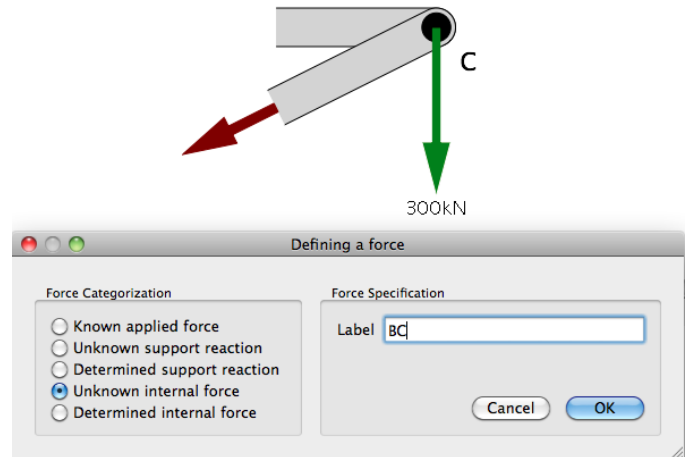 C
300kN
Defining a force
Force Categorization
Known applied force
Unknown support reaction
Determined support reaction
Unknown internal force
Determined internal force
Force Specification
Label BC
Cancel OK